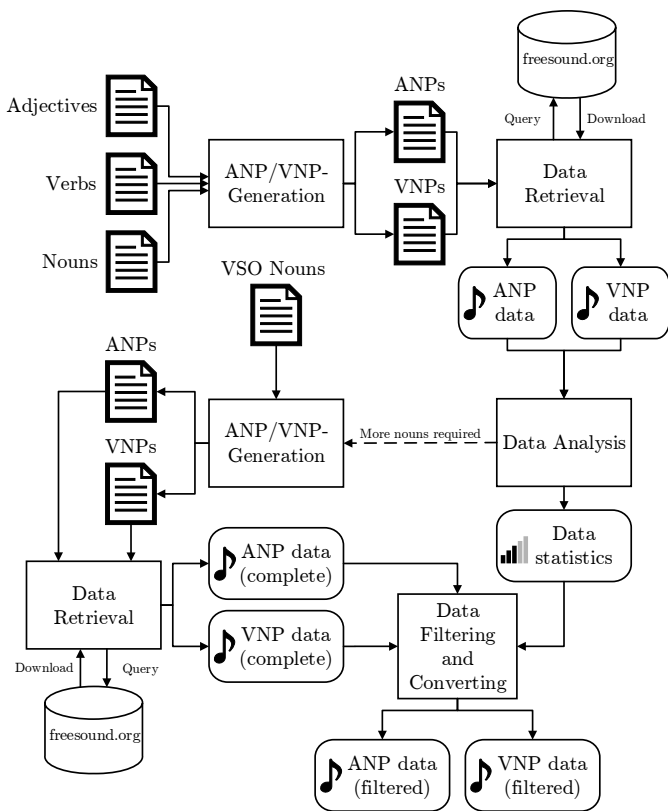 freesound.org
Adjectives
ANPs
Query
Download
Verbs
ANP/VNP-
Generation
VNPs
Data
Retrieval
Nouns
VSO Nouns
ANP
data
VNP
data
ANPs
ANP/VNP-
Generation
More nouns required
Data Analysis
VNPs
Data
statistics
ANP data
(complete)
Data
Retrieval
VNP data
(complete)
Data
Filtering
and
Converting
Download
Query
freesound.org
ANP data
(filtered)
VNP data
(filtered)